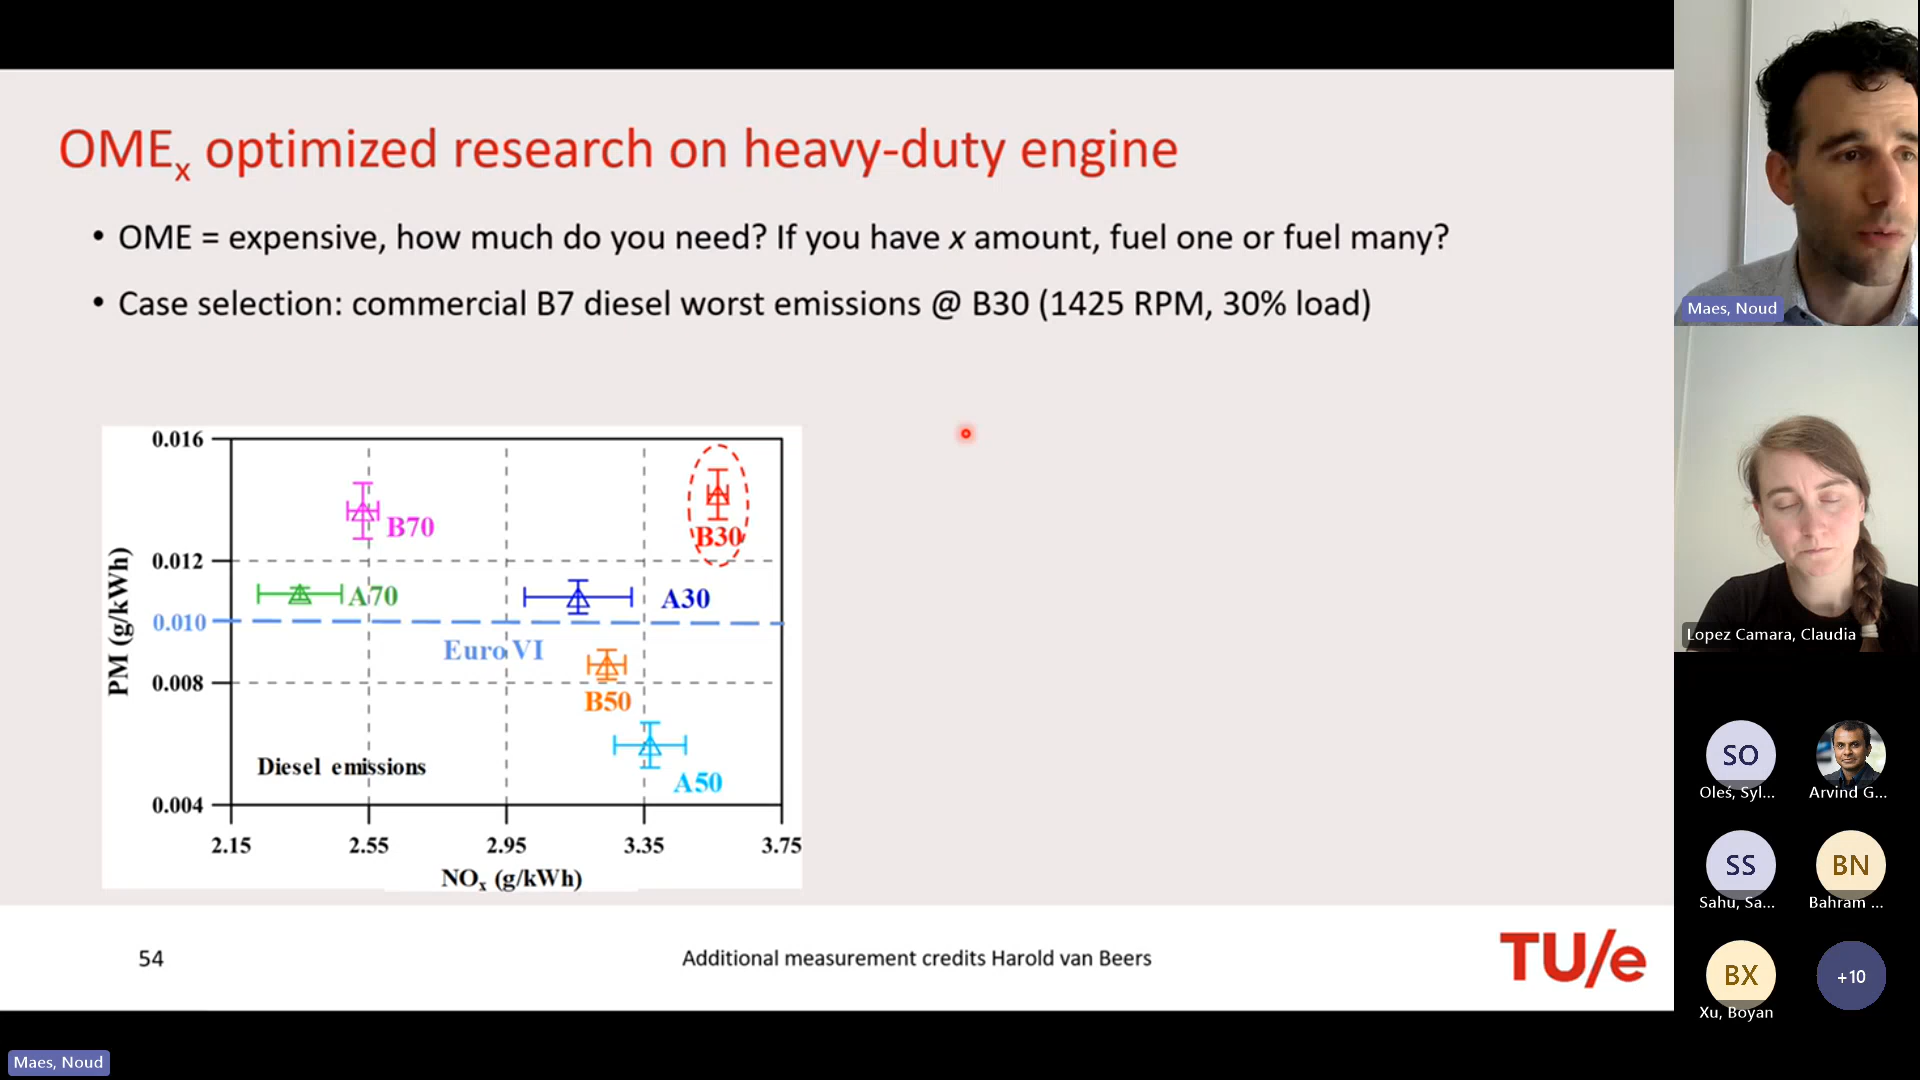 OMEx optimized research on heavy-duty engine
• OME = expensive, how much do you need? If you have x amount, fuel one or fuel many?
• Case selection: commercial B7 diesel worst emissions @ B30 (1425 RPM, 30% load)
0.016
0.012
0.010
0.008
0.004
PM (g/kWh)
B70
B30
A70
A30
Euro VI
B50
A50
Diesel emissions
2.15 2.55 2.95 3.35 3.75
NOx (g/kWh)
54
Additional measurement credits Harold van Beers
TU/e
Maes, Noud
Lopez Camara, Claudia
SO
Oleś, Syl...
Arvind G...
SS
Sahu, Sa...
BN
Bahram ...
BX
Xu, Boyan
+10
Maes, Noud